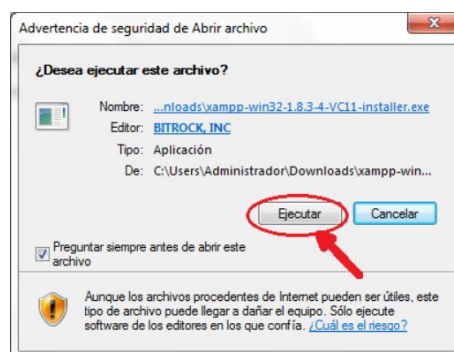 Advertencia de seguridad de Abrir archivo
¿Desea ejecutar este archivo?
Nombre: ...nloads\xampp-win32-1.8.3-4-VC11-installer.exe
Editor: BITROCK, INC
Tipo: Aplicación
De: C:\Users\Administrador\Downloads\xampp-win...
Ejecutar Cancelar
Preguntar siempre antes de abrir este
archivo
Aunque los archivos procedentes de Internet pueden ser útiles, este
tipo de archivo puede llegar a dañar el equipo. Sólo ejecute
software de los editores en los que confía. ¿Cuál es el riesgo?